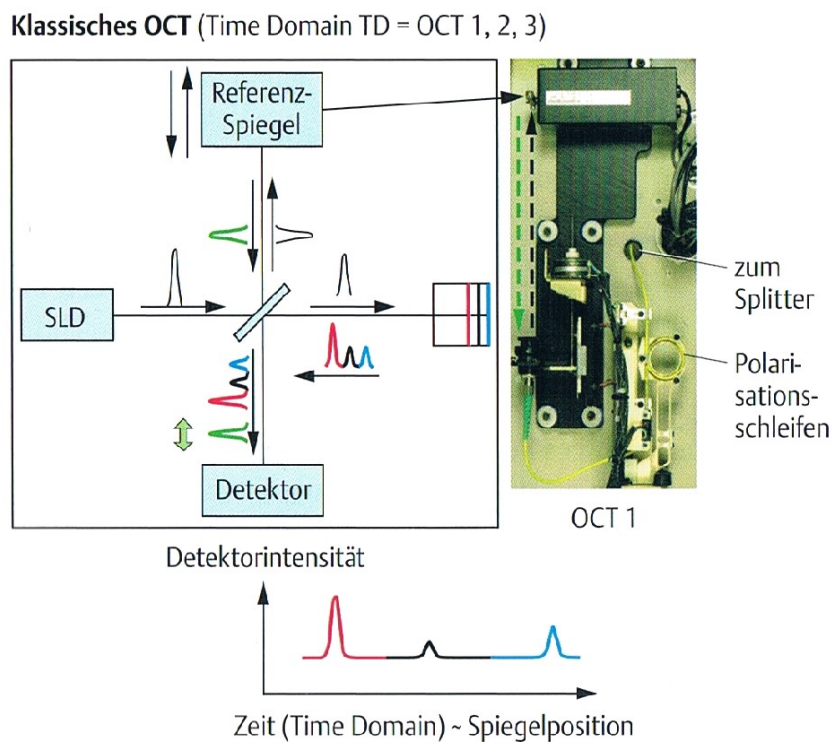 Klassisches OCT (Time Domain TD = OCT 1, 2, 3)
Referenz-
Spiegel
SLD
zum
Splitter
Polari-
sations-
schleifen
Detektor
OCT 1
Detektorintensität
Zeit (Time Domain) ~ Spiegelposition